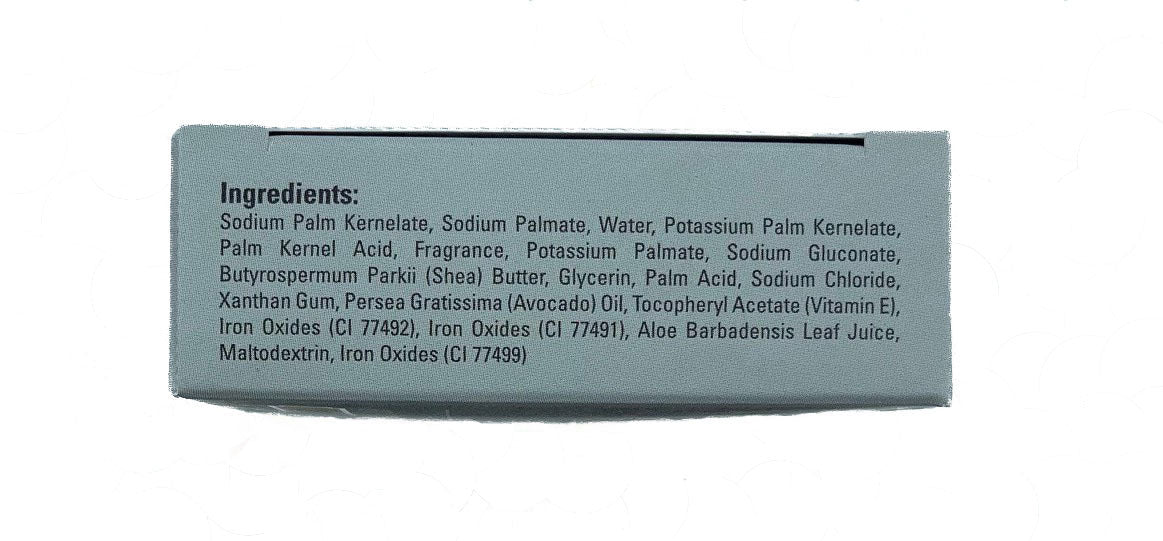 Ingredients:
Sodium Palm Kernelate, Sodium Palmate, Water, Potassium Palm Kernelate,
Palm Kernel Acid, Fragrance, Potassium Palmate, Sodium Gluconate,
Butyrospermum Parkii (Shea) Butter, Glycerin, Palm Acid, Sodium Chloride,
Xanthan Gum, Persea Gratissima (Avocado) Oil, Tocopheryl Acetate (Vitamin E),
Iron Oxides (CI 77492), Iron Oxides (CI 77491), Aloe Barbadensis Leaf Juice,
Maltodextrin, Iron Oxides (CI 77499)